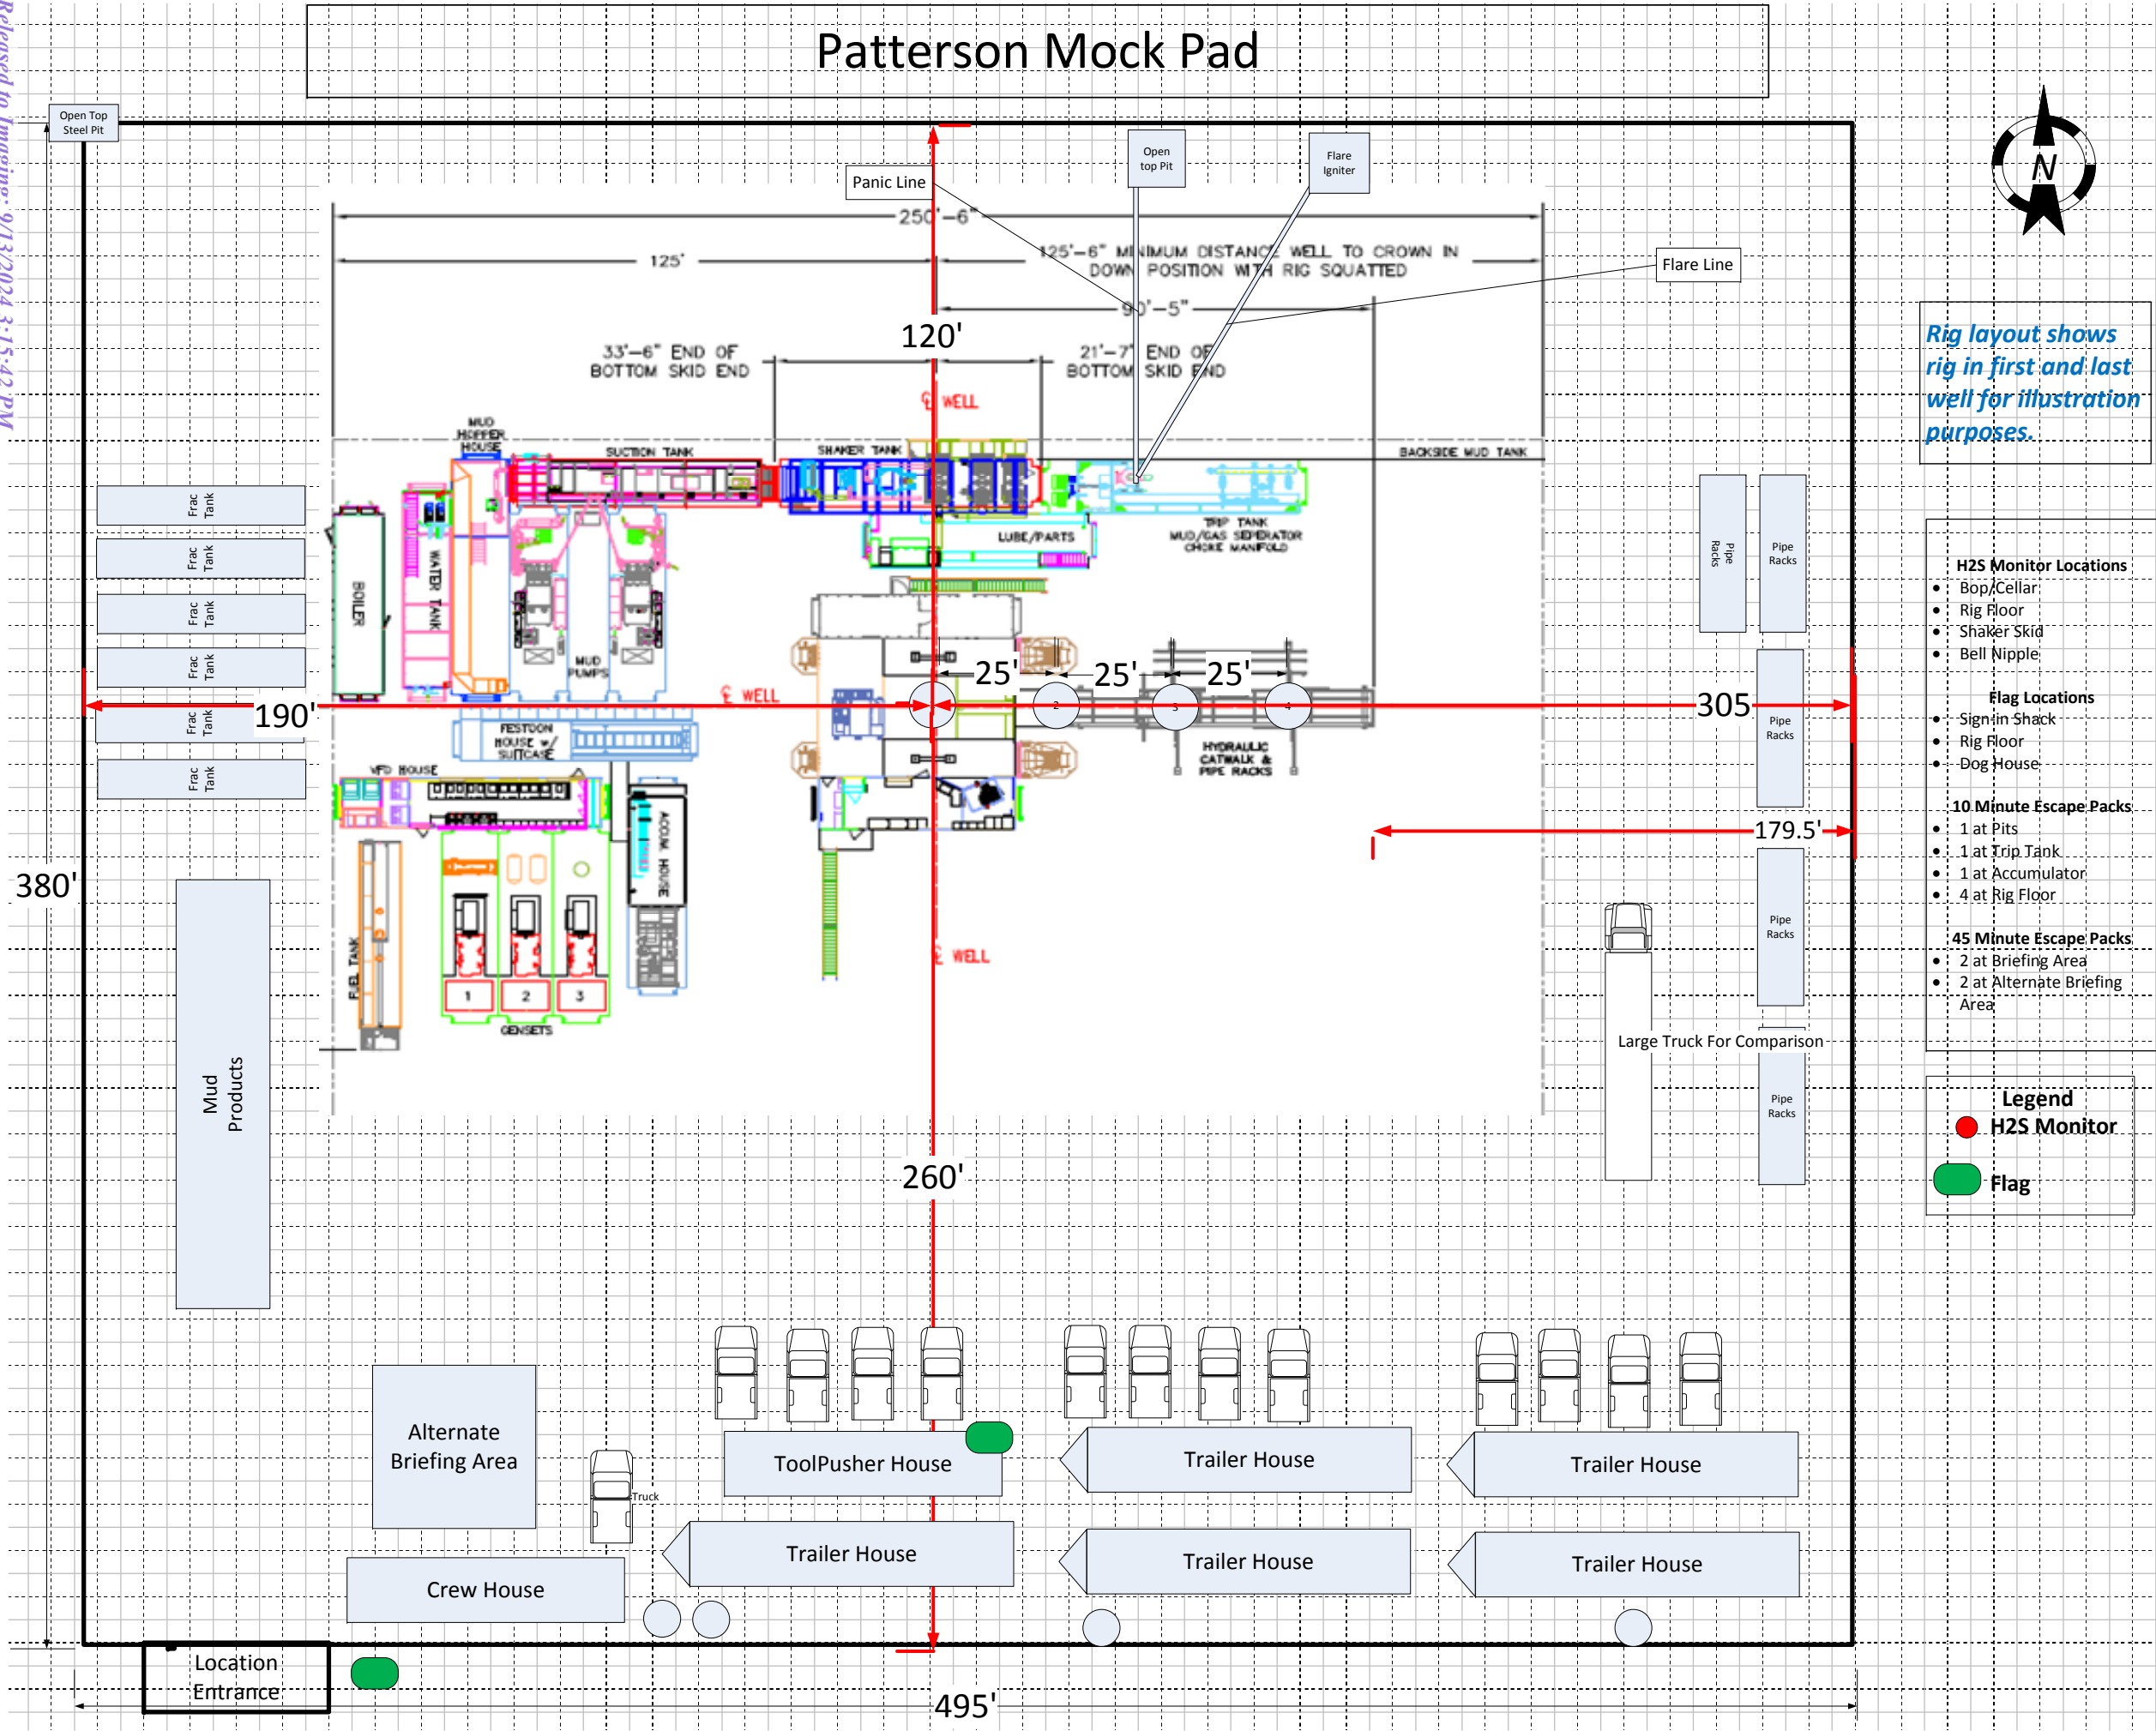 Released to Imaging: 9/13/2024 3:15:42 PM
Patterson Mock Pad
Open Top
Steel Pit
Panic Line
Open
top Pit
Flare
Igniter
Flare Line
N
250'-6"
125'
125'-6" MINIMUM DISTANCE WELL TO CROWN IN
DOWN POSITION WITH RIG SQUATTED
90'-5"
120'
33'-6" END OF
BOTTOM SKID END
21'-7" END OF
BOTTOM SKID END
℄ WELL
Rig layout shows
rig in first and last
well for illustration
purposes.
MUD
HOPPER
HOUSE
SUCTION TANK
SHAKER TANK
BACKSIDE MUD TANK
Frac
Tank
Frac
Tank
Frac
Tank
Frac
Tank
Frac
Tank
Frac
Tank
BOILER
WATER TANK
MUD
PUMPS
LUBE/PARTS
TRIP TANK
MUD/GAS SEPERATOR
CHOKE MANIFOLD
Pipe
Racks
Pipe
Racks
Pipe
Racks
Pipe
Racks
Pipe
Racks
25'
25'
25'
2
3
4
℄ WELL
190'
305
179.5'
FESTOON
HOUSE w/
SUITCASE
HYDRAULIC
CATWALK &
PIPE RACKS
VFD HOUSE
ACCUM. HOUSE
FUEL TANK
1
2
3
GENSETS
℄ WELL
380'
Mud
Products
Large Truck For Comparison
260'
H2S Monitor Locations
• Bop/Cellar
• Rig Floor
• Shaker Skid
• Bell Nipple
Flag Locations
• Sign in Shack
• Rig Floor
• Dog House
10 Minute Escape Packs
• 1 at Pits
• 1 at Trip Tank
• 1 at Accumulator
• 4 at Rig Floor
45 Minute Escape Packs
• 2 at Briefing Area
• 2 at Alternate Briefing
Area
Legend
H2S Monitor
Flag
Alternate
Briefing Area
Truck
ToolPusher House
Trailer House
Trailer House
Crew House
Trailer House
Trailer House
Trailer House
Location
Entrance
495'